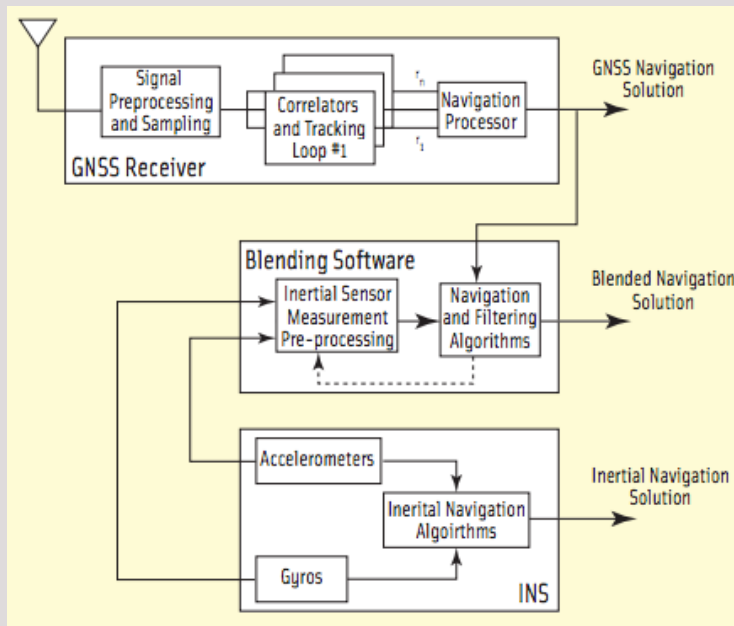 Signal
Preprocessing
and Sampling
Correlators
and Tracking
Loop #1
rn
r1
Navigation
Processor
GNSS Navigation
Solution
GNSS Receiver
Blending Software
Inertial Sensor
Measurement
Pre-processing
Navigation
and Filtering
Algorithms
Blended Navigation
Solution
Accelerometers
Inerital Navigation
Algoirthms
Inertial Navigation
Solution
Gyros
INS